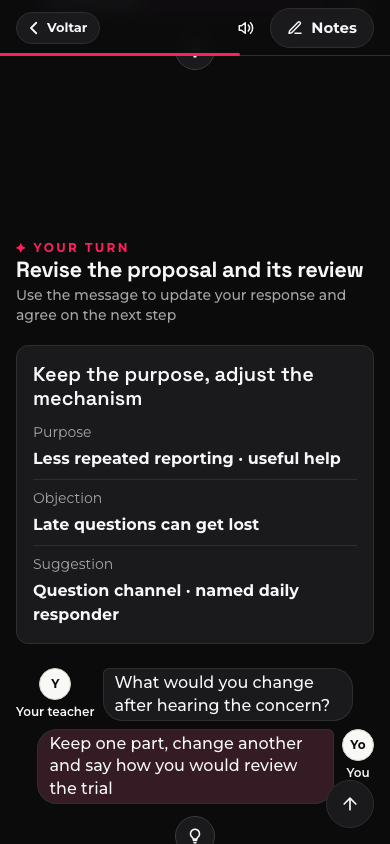 Voltar
Notes
YOUR TURN
Revise the proposal and its review
Use the message to update your response and
agree on the next step
Keep the purpose, adjust the
mechanism
Purpose
Less repeated reporting · useful help
Objection
Late questions can get lost
Suggestion
Question channel · named daily
responder
Y
Your teacher
What would you change
after hearing the concern?
Keep one part, change another
and say how you would review
the trial
Yo
You